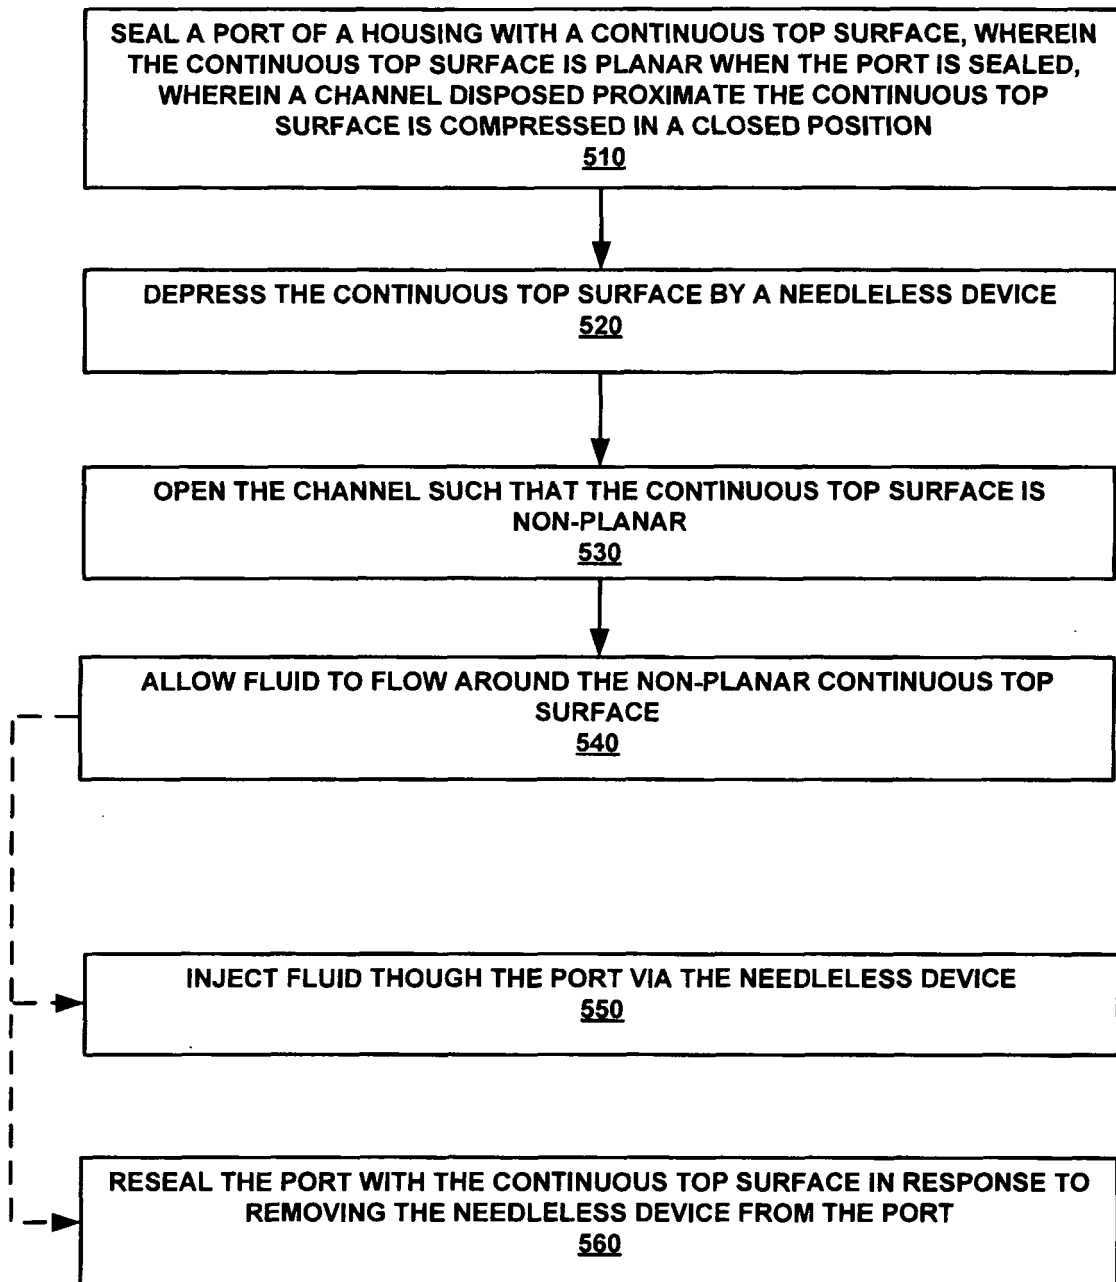 SEAL A PORT OF A HOUSING WITH A CONTINUOUS TOP SURFACE, WHEREIN
THE CONTINUOUS TOP SURFACE IS PLANAR WHEN THE PORT IS SEALED,
WHEREIN A CHANNEL DISPOSED PROXIMATE THE CONTINUOUS TOP
SURFACE IS COMPRESSED IN A CLOSED POSITION
510
DEPRESS THE CONTINUOUS TOP SURFACE BY A NEEDLELESS DEVICE
520
OPEN THE CHANNEL SUCH THAT THE CONTINUOUS TOP SURFACE IS
NON-PLANAR
530
ALLOW FLUID TO FLOW AROUND THE NON-PLANAR CONTINUOUS TOP
SURFACE
540
INJECT FLUID THOUGH THE PORT VIA THE NEEDLELESS DEVICE
550
RESEAL THE PORT WITH THE CONTINUOUS TOP SURFACE IN RESPONSE TO
REMOVING THE NEEDLELESS DEVICE FROM THE PORT
560